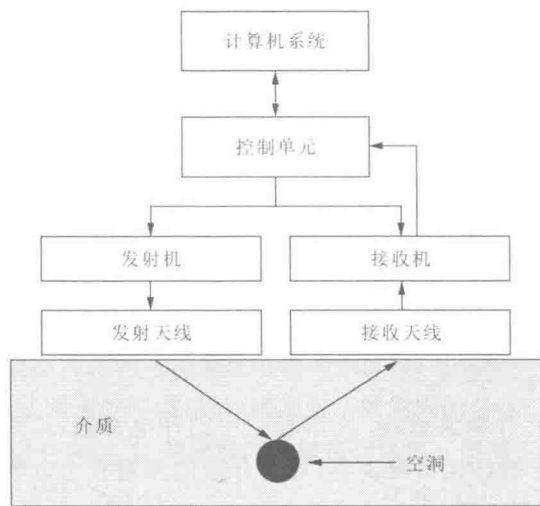 计算机系统
控制单元
发射机
接收机
发射天线
接收天线
介质
空洞